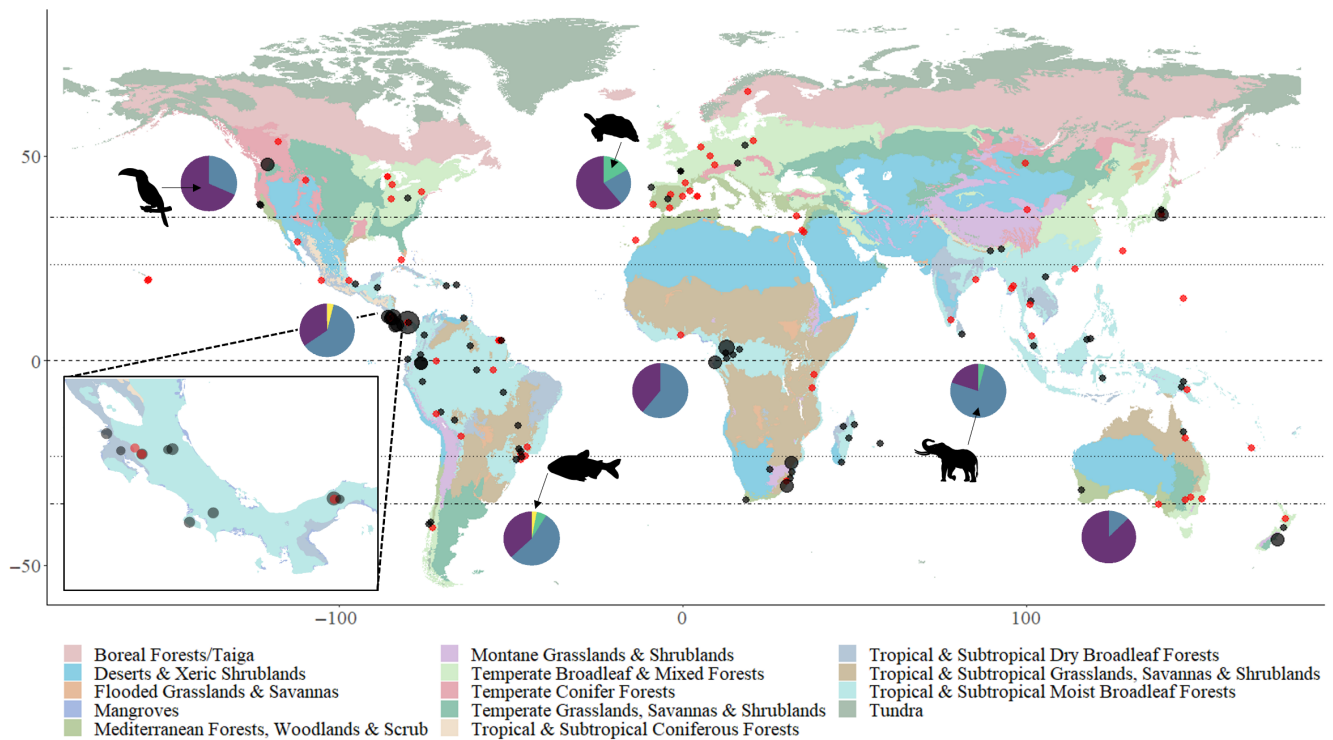 50
0
−50
−100
0
100
Boreal Forests/Taiga
Deserts & Xeric Shrublands
Flooded Grasslands & Savannas
Mangroves
Mediterranean Forests, Woodlands & Scrub
Montane Grasslands & Shrublands
Temperate Broadleaf & Mixed Forests
Temperate Conifer Forests
Temperate Grasslands, Savannas & Shrublands
Tropical & Subtropical Coniferous Forests
Tropical & Subtropical Dry Broadleaf Forests
Tropical & Subtropical Grasslands, Savannas & Shrublands
Tropical & Subtropical Moist Broadleaf Forests
Tundra